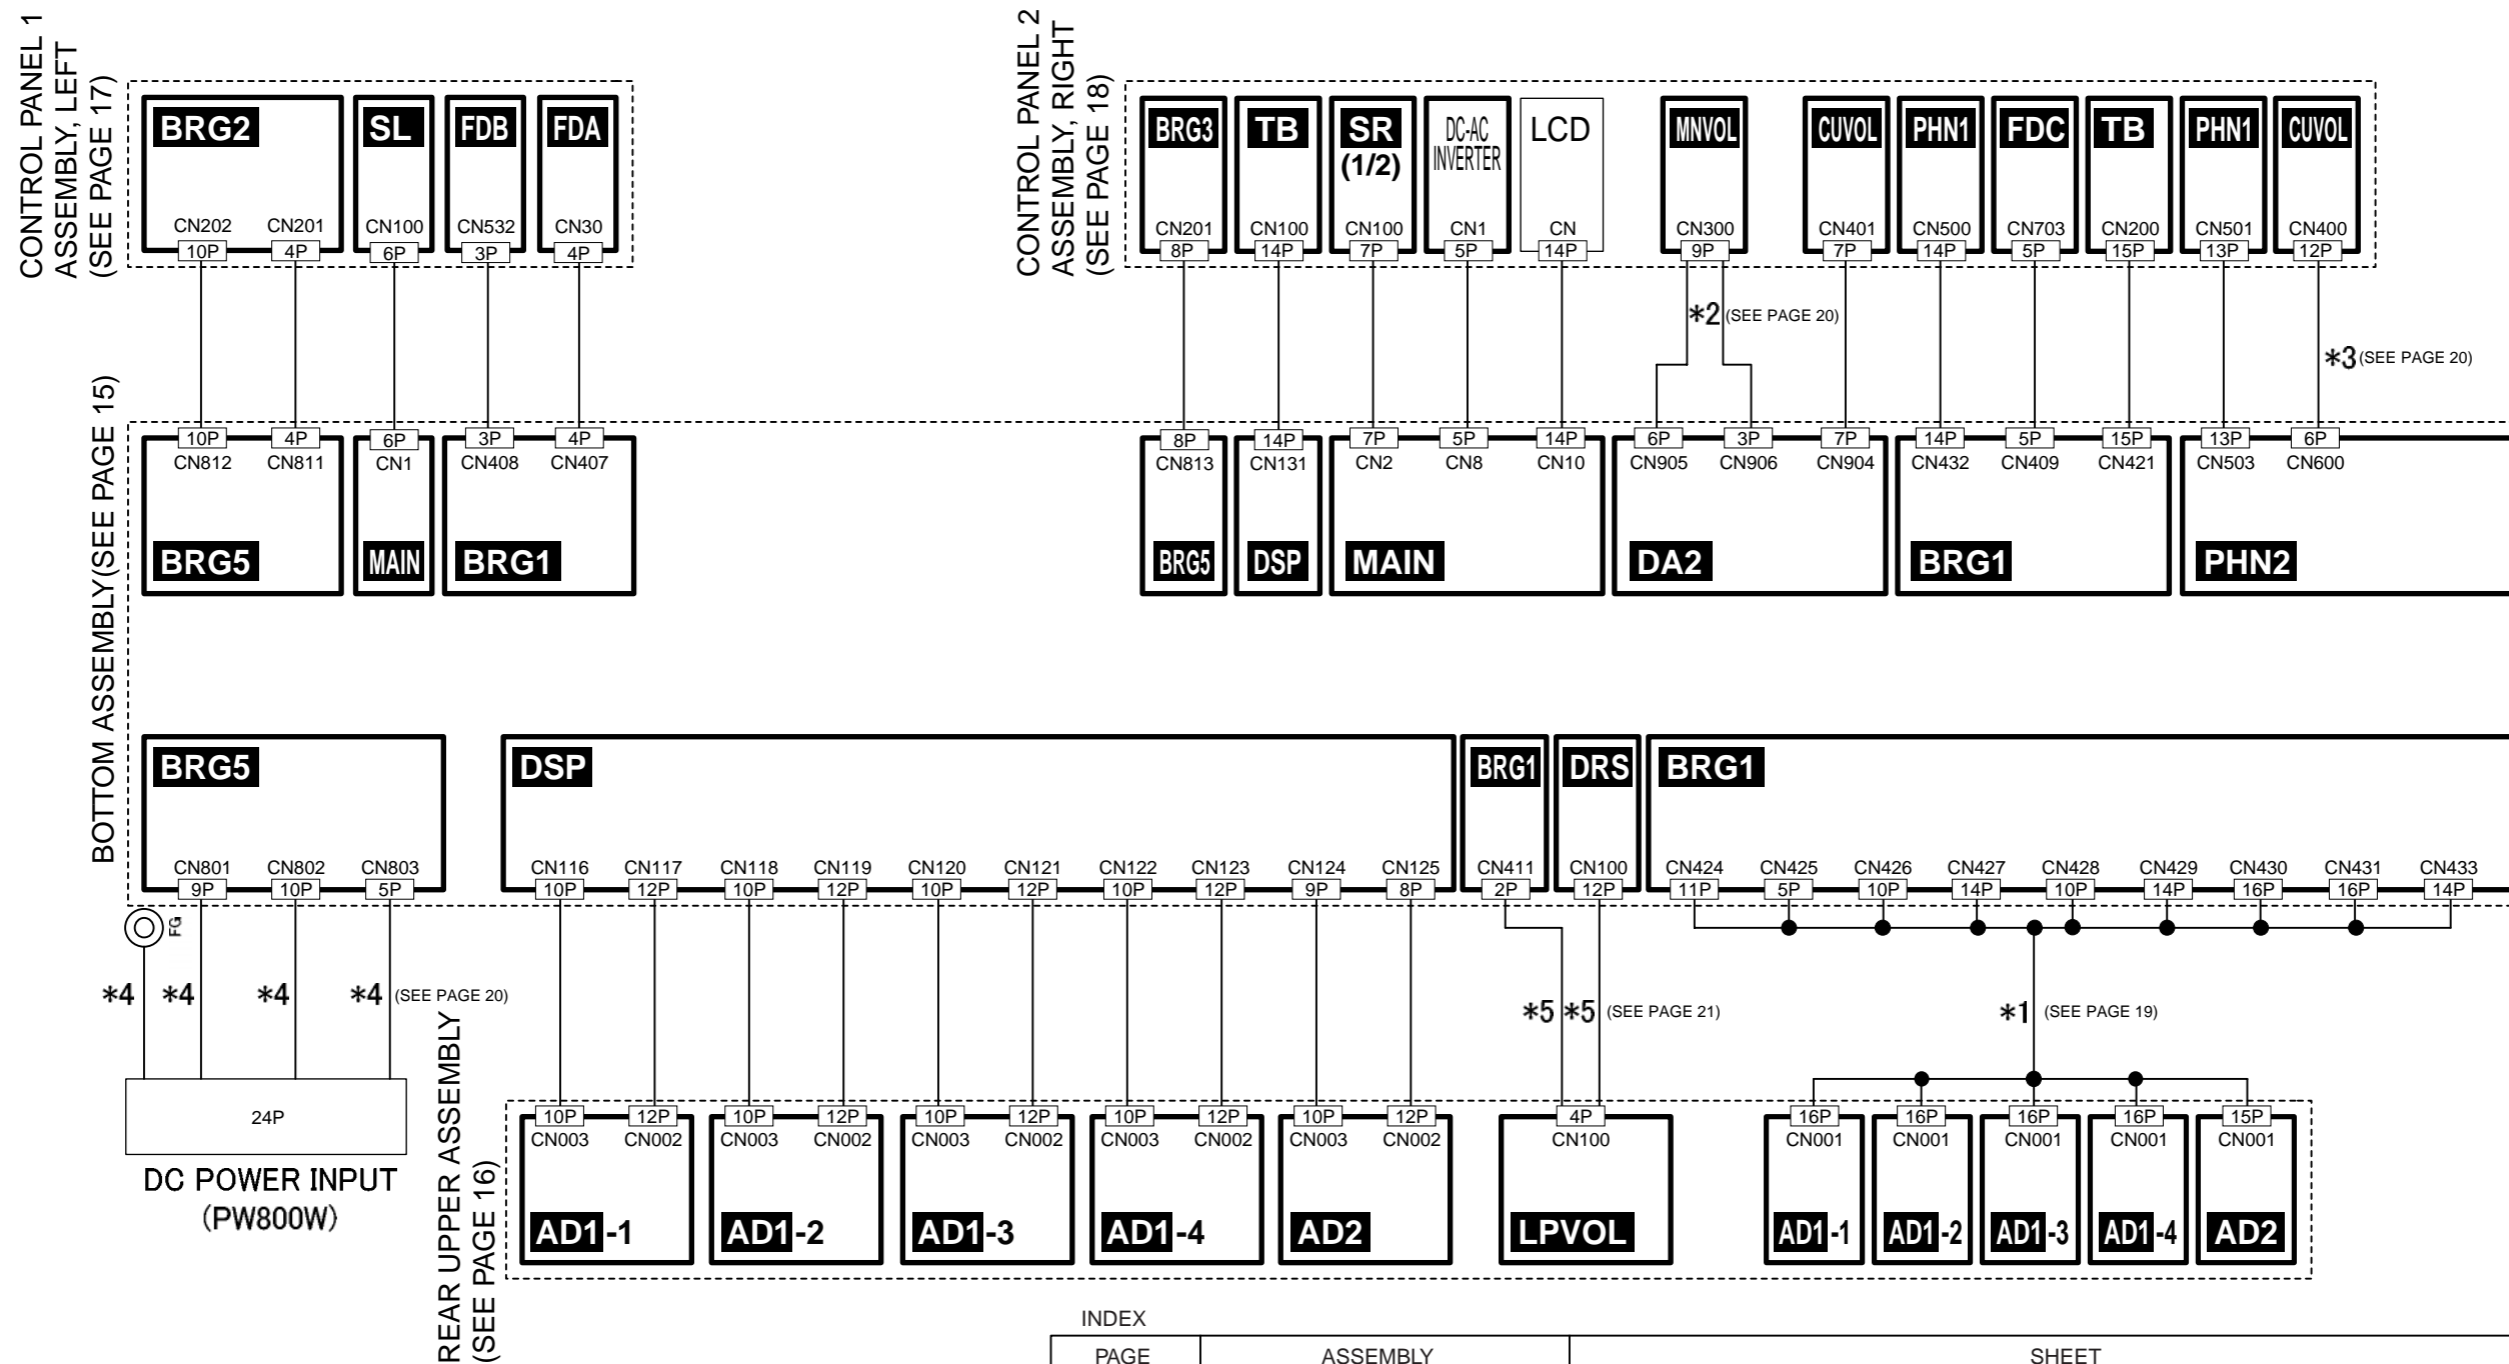 CONTROL PANEL 1
ASSEMBLY, LEFT
(SEE PAGE 17)
BRG2 SL FDB FDA
CN202 CN201 CN100 CN532 CN30
10P 4P 6P 3P 4P
CONTROL PANEL 2
ASSEMBLY, RIGHT
(SEE PAGE 18)
BRG3 TB SR DC-AC LCD MNVOL CUVOL PHN1 FDC TB PHN1 CUVOL
(1/2) INVERTER
CN201 CN100 CN100 CN1 CN CN300 CN401 CN500 CN703 CN200 CN501 CN400
8P 14P 7P 5P 14P 9P 7P 14P 5P 15P 13P 12P
*2 (SEE PAGE 20)
*3 (SEE PAGE 20)
BOTTOM ASSEMBLY(SEE PAGE 15)
10P 4P 6P 3P 4P 8P 14P 7P 5P 14P 6P 3P 7P 14P 5P 15P 13P 6P
CN812 CN811 CN1 CN408 CN407 CN813 CN131 CN2 CN8 CN10 CN905 CN906 CN904 CN432 CN409 CN421 CN503 CN600
BRG5 MAIN BRG1 BRG5 DSP MAIN DA2 BRG1 PHN2
BRG5 DSP BRG1 DRS BRG1
CN801 CN802 CN803 CN116 CN117 CN118 CN119 CN120 CN121 CN122 CN123 CN124 CN125 CN411 CN100 CN424 CN425 CN426 CN427 CN428 CN429 CN430 CN431 CN433
9P 10P 5P 10P 12P 10P 12P 10P 12P 10P 12P 9P 8P 2P 12P 11P 5P 10P 14P 10P 14P 16P 16P 14P
FG
*4 *4 *4 *4 (SEE PAGE 20) *5 *5 (SEE PAGE 21) *1 (SEE PAGE 19)
24P
DC POWER INPUT
(PW800W)
REAR UPPER ASSEMBLY
(SEE PAGE 16)
10P 12P 10P 12P 10P 12P 10P 12P 10P 12P 4P 16P 16P 16P 16P 15P
CN003 CN002 CN003 CN002 CN003 CN002 CN003 CN002 CN003 CN002 CN100 CN001 CN001 CN001 CN001 CN001
AD1-1 AD1-2 AD1-3 AD1-4 AD2 LPVOL AD1-1 AD1-2 AD1-3 AD1-4 AD2
INDEX
PAGE ASSEMBLY SHEET